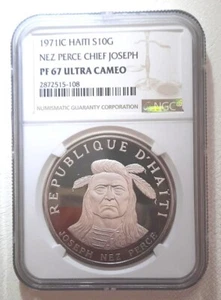 1971IC HAITI S10G
NEZ PERCE CHIEF JOSEPH
PF 67 ULTRA CAMEO
2872515-108
NUMISMATIC GUARANTY CORPORATION
NGC
REPUBLIQUE D'HAITI
JOSEPH NEZ PERCE